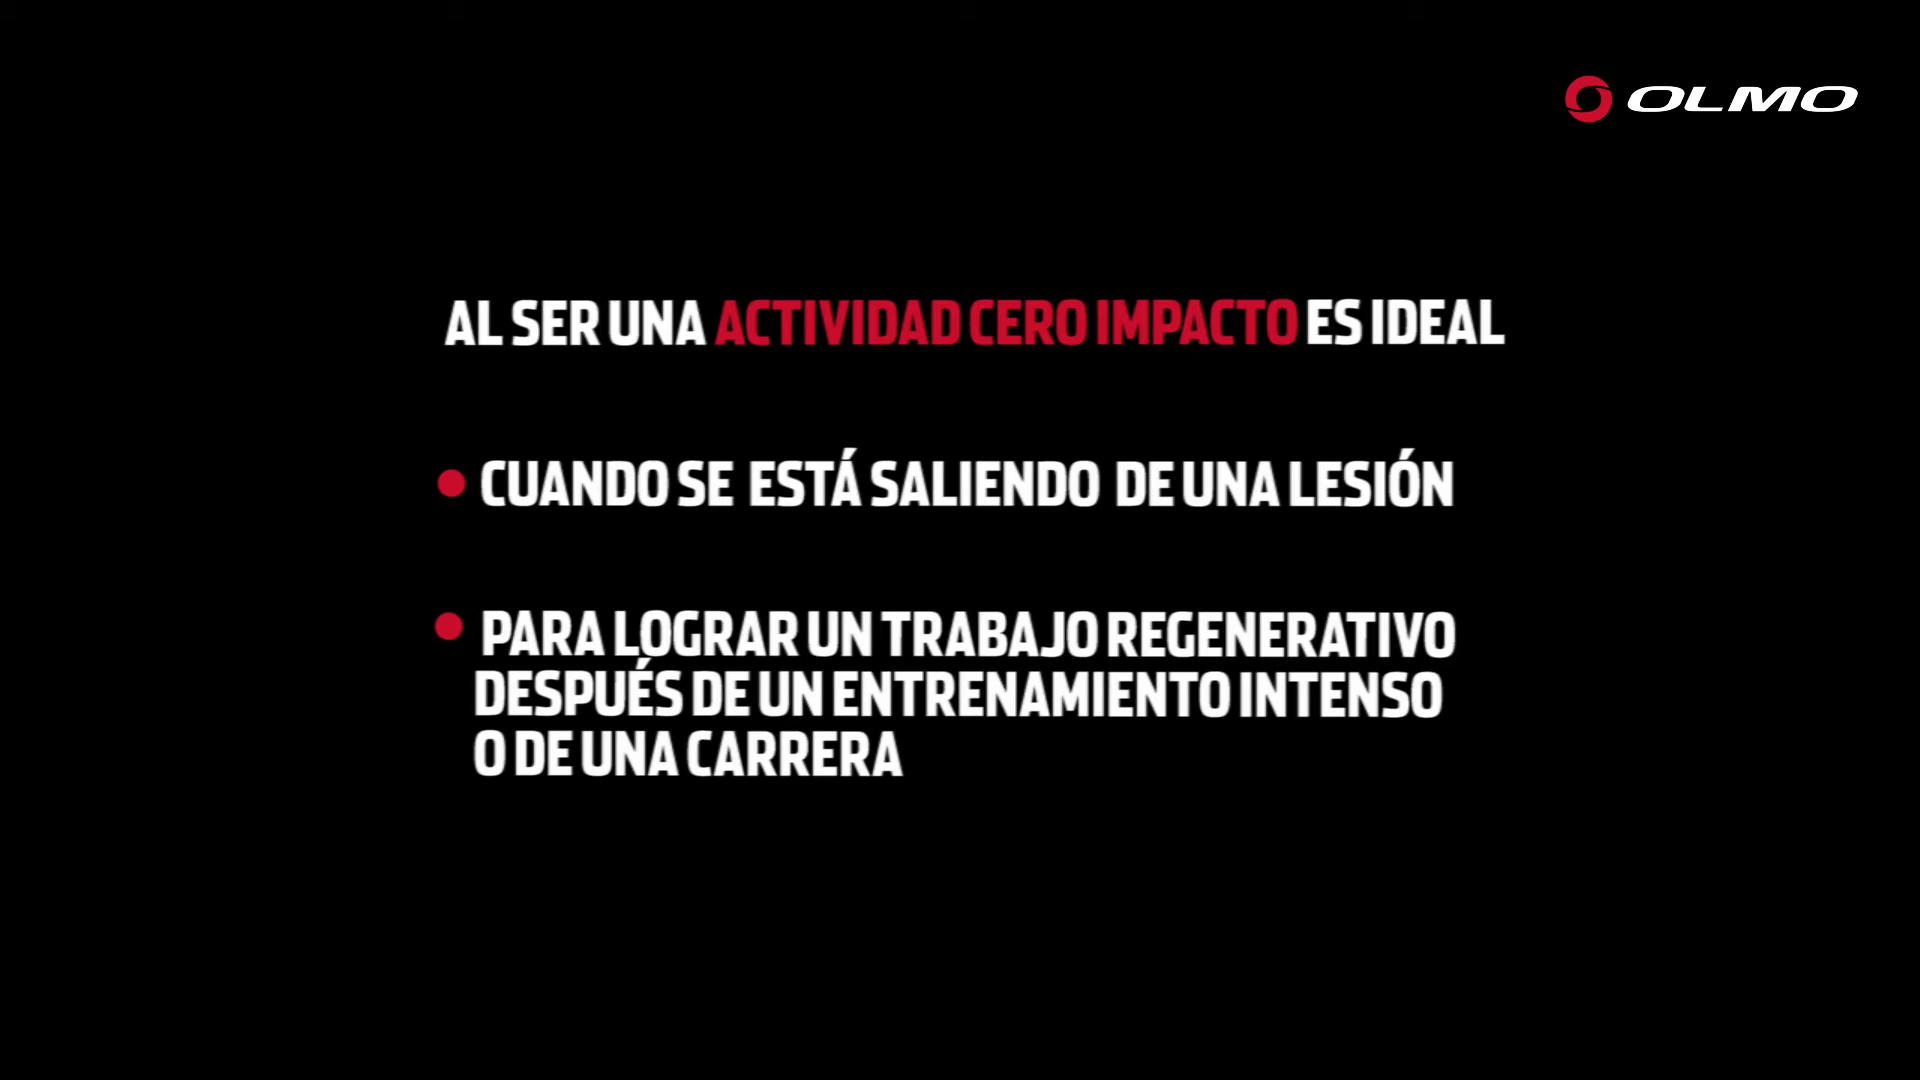 OLMO
AL SER UNA ACTIVIDAD CERO IMPACTO ES IDEAL
● CUANDO SE ESTÁ SALIENDO DE UNA LESIÓN
● PARA LOGRAR UN TRABAJO REGENERATIVO
DESPUÉS DE UN ENTRENAMIENTO INTENSO
O DE UNA CARRERA